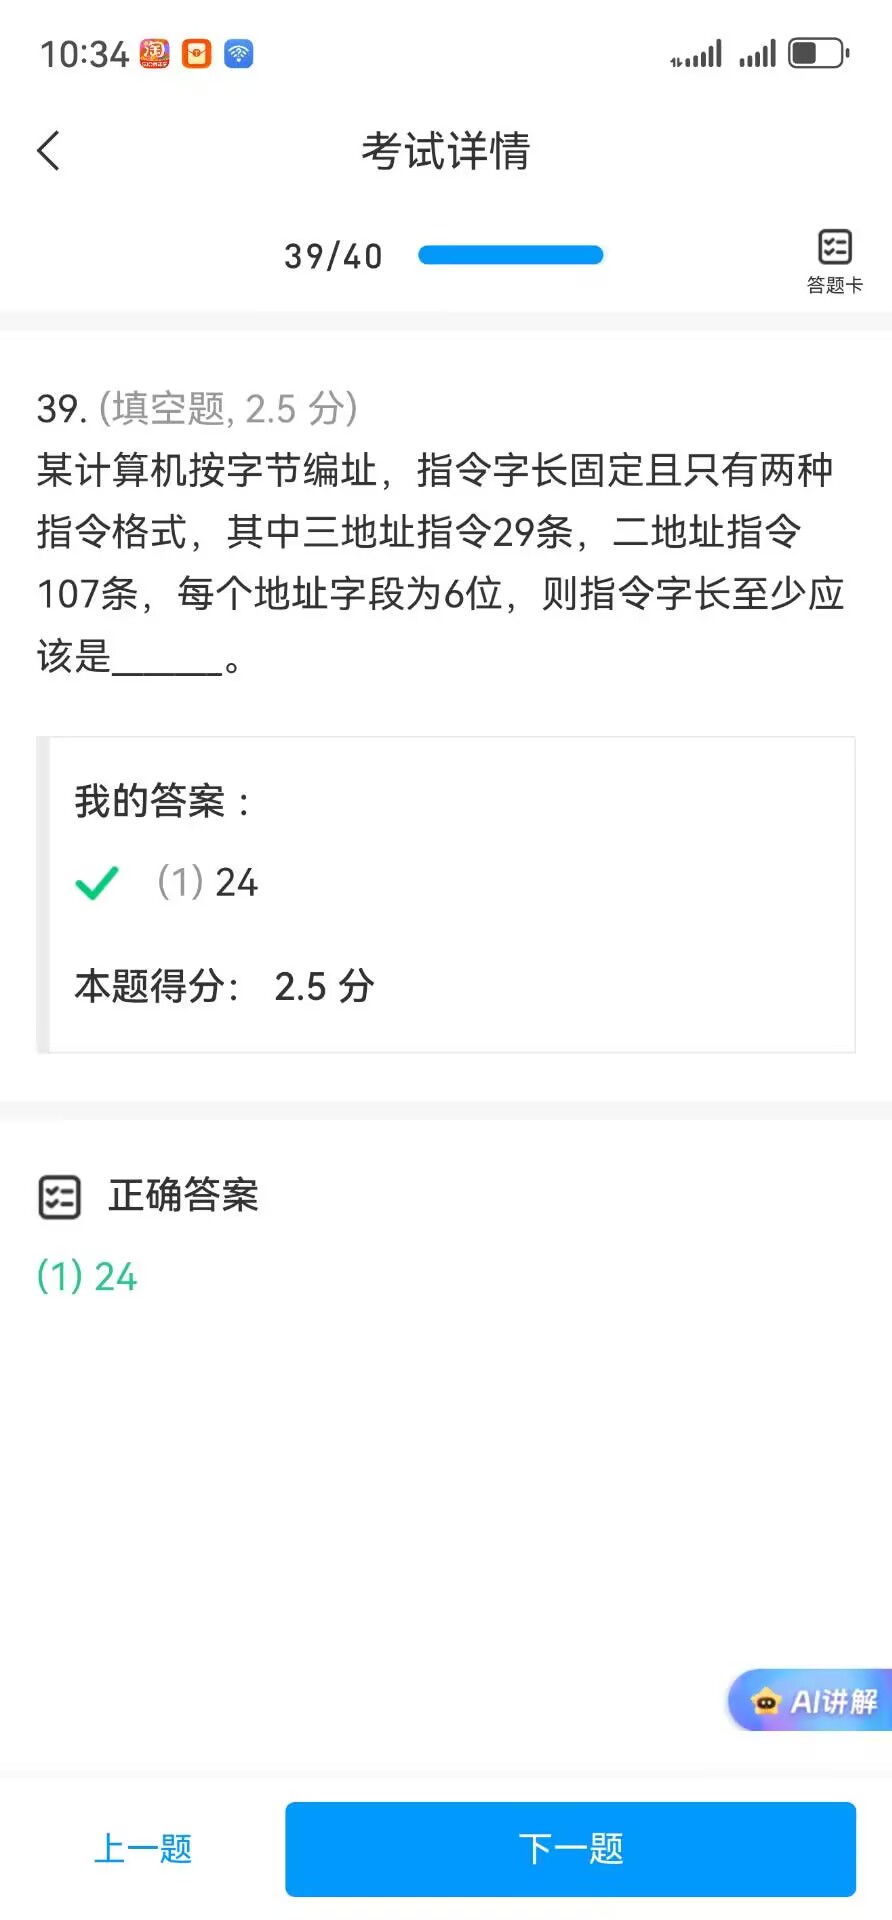 10:34
考试详情
39/40
答题卡
39. (填空题, 2.5 分)
某计算机按字节编址，指令字长固定且只有两种
指令格式，其中三地址指令29条，二地址指令
107条，每个地址字段为6位，则指令字长至少应
该是______。
我的答案：
(1) 24
本题得分： 2.5 分
正确答案
(1) 24
AI讲解
上一题
下一题